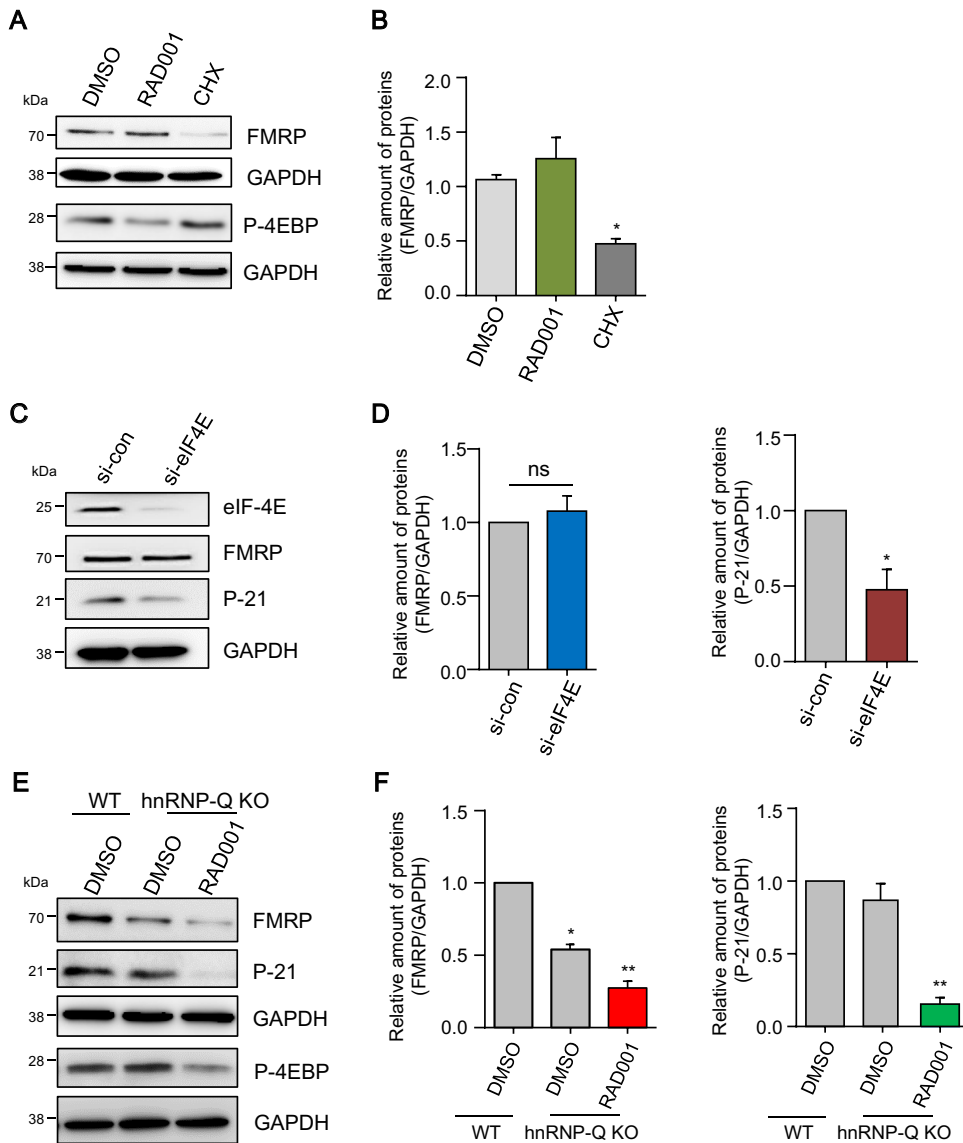 A
DMSO
RAD001
CHX
kDa
70
FMRP
38
GAPDH
28
P-4EBP
38
GAPDH
B
Relative amount of proteins
(FMRP/GAPDH)
2.0
1.5
1.0
0.5
0.0
*
DMSO
RAD001
CHX
C
si-con
si-eIF4E
kDa
25
eIF-4E
70
FMRP
21
P-21
38
GAPDH
D
Relative amount of proteins
(FMRP/GAPDH)
1.5
1.0
0.5
0.0
ns
si-con
si-eIF4E
Relative amount of proteins
(P-21/GAPDH)
1.5
1.0
0.5
0.0
*
si-con
si-eIF4E
E
WT
hnRNP-Q KO
DMSO
DMSO
RAD001
kDa
70
FMRP
21
P-21
38
GAPDH
28
P-4EBP
38
GAPDH
F
Relative amount of proteins
(FMRP/GAPDH)
1.5
1.0
0.5
0.0
*
**
DMSO
DMSO
RAD001
WT
hnRNP-Q KO
Relative amount of proteins
(P-21/GAPDH)
1.5
1.0
0.5
0.0
**
DMSO
DMSO
RAD001
WT
hnRNP-Q KO